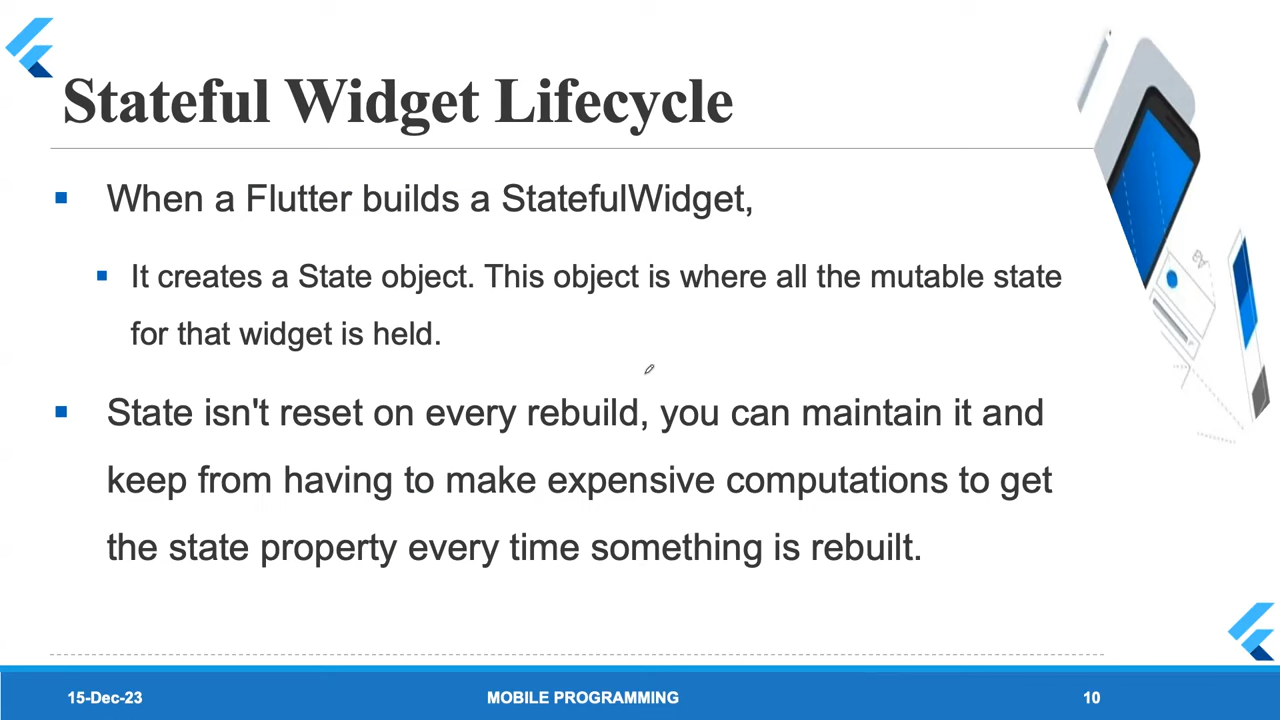 Stateful Widget Lifecycle
When a Flutter builds a StatefulWidget,
It creates a State object. This object is where all the mutable state
for that widget is held.
State isn't reset on every rebuild, you can maintain it and
keep from having to make expensive computations to get
the state property every time something is rebuilt.
Aa
15-Dec-23
MOBILE PROGRAMMING
10